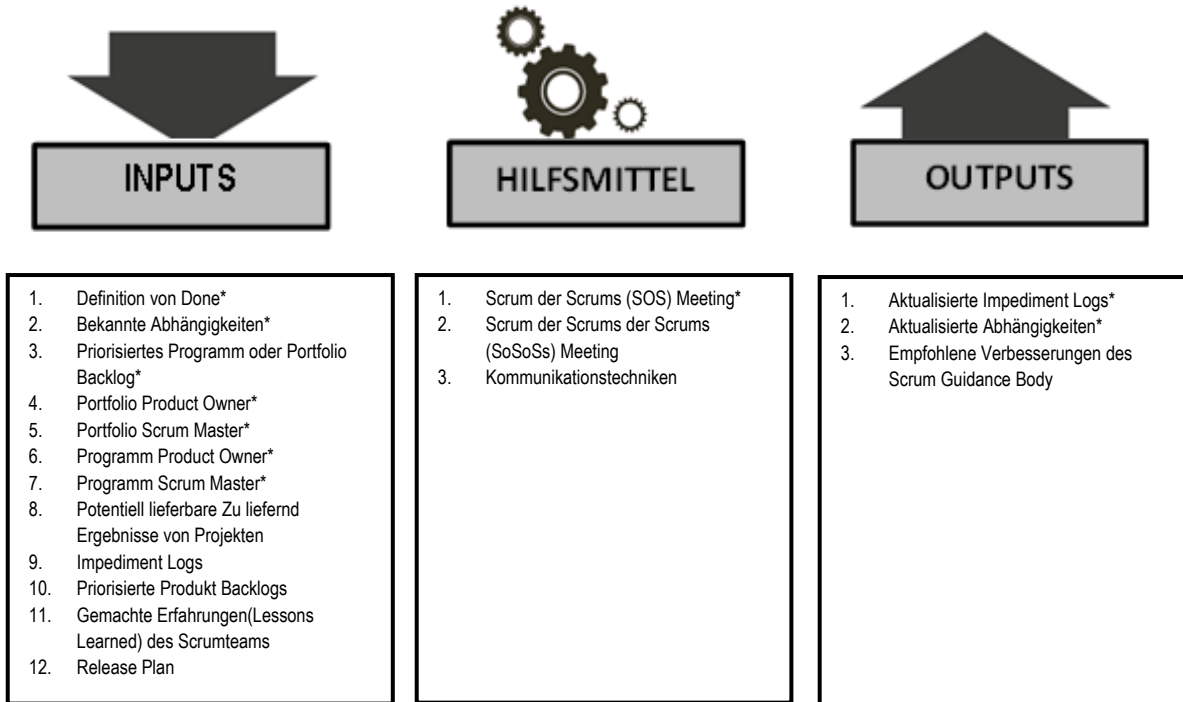 INPUTS
HILFSMITTEL
OUTPUTS
1. Definition von Done*
2. Bekannte Abhängigkeiten*
3. Priorisiertes Programm oder Portfolio
Backlog*
4. Portfolio Product Owner*
5. Portfolio Scrum Master*
6. Programm Product Owner*
7. Programm Scrum Master*
8. Potentiell lieferbare Zu liefernd
Ergebnisse von Projekten
9. Impediment Logs
10. Priorisierte Produkt Backlogs
11. Gemachte Erfahrungen(Lessons
Learned) des Scrumteams
12. Release Plan
1. Scrum der Scrums (SOS) Meeting*
2. Scrum der Scrums der Scrums
(SoSoSs) Meeting
3. Kommunikationstechniken
1. Aktualisierte Impediment Logs*
2. Aktualisierte Abhängigkeiten*
3. Empfohlene Verbesserungen des
Scrum Guidance Body